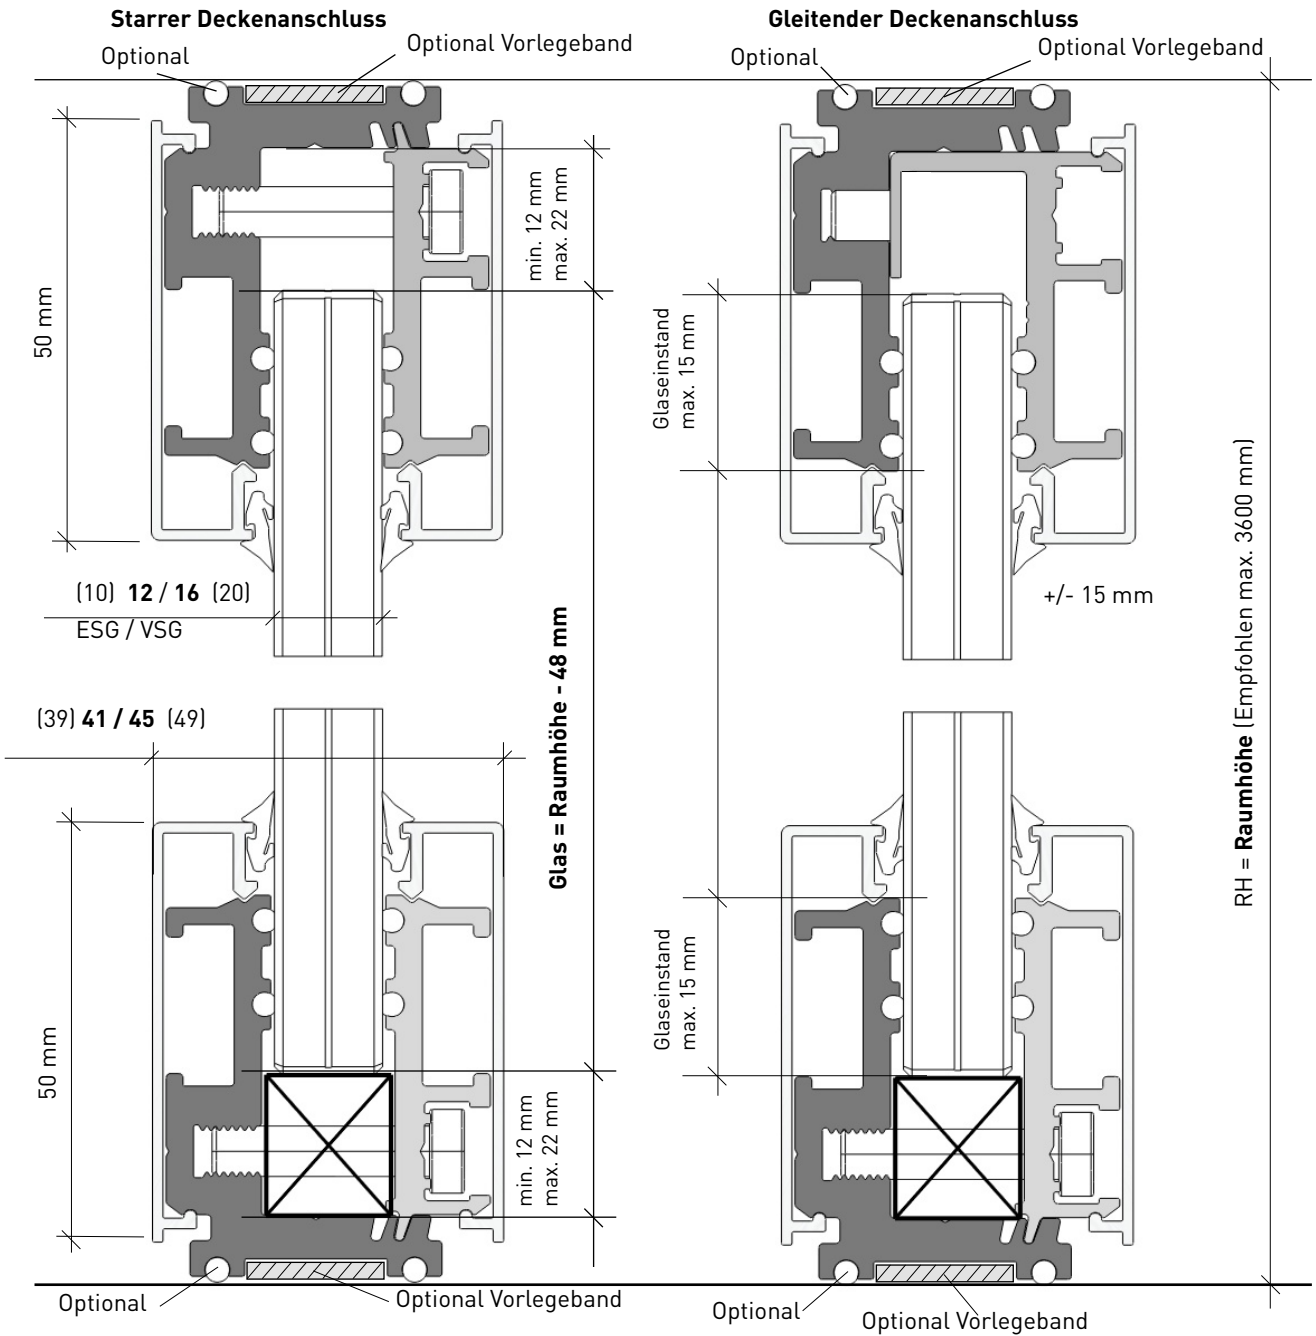 Starrer Deckenanschluss
Optional
Optional Vorlegeband
50 mm
min. 12 mm
max. 22 mm
(10) 12 / 16 (20)
ESG / VSG
(39) 41 / 45 (49)
Glas = Raumhöhe - 48 mm
50 mm
min. 12 mm
max. 22 mm
Optional
Optional Vorlegeband
Gleitender Deckenanschluss
Optional
Optional Vorlegeband
Glaseinstand
max. 15 mm
+/- 15 mm
RH = Raumhöhe (Empfohlen max. 3600 mm)
Glaseinstand
max. 15 mm
Optional
Optional Vorlegeband